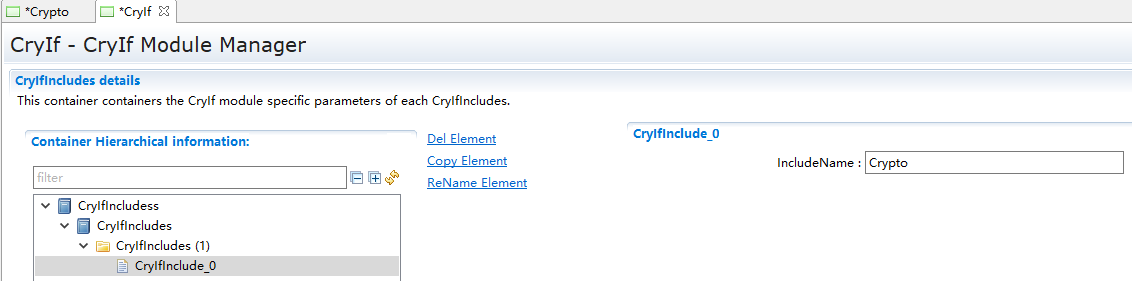 *Crypto
*CryIf
CryIf - CryIf Module Manager
CryIfIncludes details
This container containers the CryIf module specific parameters of each CryIfIncludes.
Container Hierarchical information:
filter
CryIfIncludess
CryIfIncludes
CryIfIncludes (1)
CryIfInclude_0
Del Element
Copy Element
ReName Element
CryIfInclude_0
IncludeName : Crypto